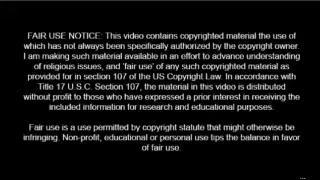 FAIR USE NOTICE: This video contains copyrighted material the use of
which has not always been specifically authorized by the copyright owner.
I am making such material available in an effort to advance understanding
of religious issues, and 'fair use' of any such copyrighted material as
provided for in section 107 of the US Copyright Law. In accordance with
Title 17 U.S.C. Section 107, the material in this video is distributed
without profit to those who have expressed a prior interest in receiving the
included information for research and educational purposes.
Fair use is a use permitted by copyright statute that might otherwise be
infringing. Non-profit, educational or personal use tips the balance in favor
of fair use.